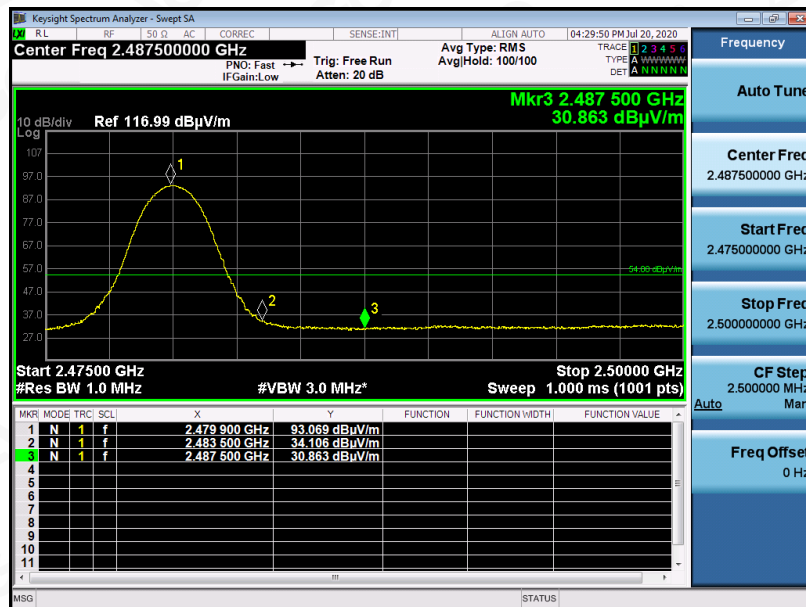 Keysight Spectrum Analyzer - Swept SA
LXI RL RF 50 Ω AC CORREC SENSE:INT ALIGN AUTO 04:29:50 PM Jul 20, 2020
Center Freq 2.487500000 GHz
PNO: Fast
IFGain:Low
Trig: Free Run
Atten: 20 dB
Avg Type: RMS
Avg|Hold: 100/100
TRACE 1 2 3 4 5 6
TYPE A WWWWW
DET A N N N N N
Mkr3 2.487 500 GHz
30.863 dBµV/m
10 dB/div Ref 116.99 dBµV/m
Log
107
97.0
87.0
77.0
67.0
57.0
47.0
37.0
27.0
1
2
3
54.00 dBµV/m
Start 2.47500 GHz Stop 2.50000 GHz
#Res BW 1.0 MHz #VBW 3.0 MHz* Sweep 1.000 ms (1001 pts)
MKR MODE TRC SCL X Y FUNCTION FUNCTION WIDTH FUNCTION VALUE
1 N 1 f 2.479 900 GHz 93.069 dBµV/m
2 N 1 f 2.483 500 GHz 34.106 dBµV/m
3 N 1 f 2.487 500 GHz 30.863 dBµV/m
4
5
6
7
8
9
10
11
MSG STATUS
Frequency
Auto Tune
Center Freq
2.487500000 GHz
Start Freq
2.475000000 GHz
Stop Freq
2.500000000 GHz
CF Step
2.500000 MHz
Auto Man
Freq Offset
0 Hz